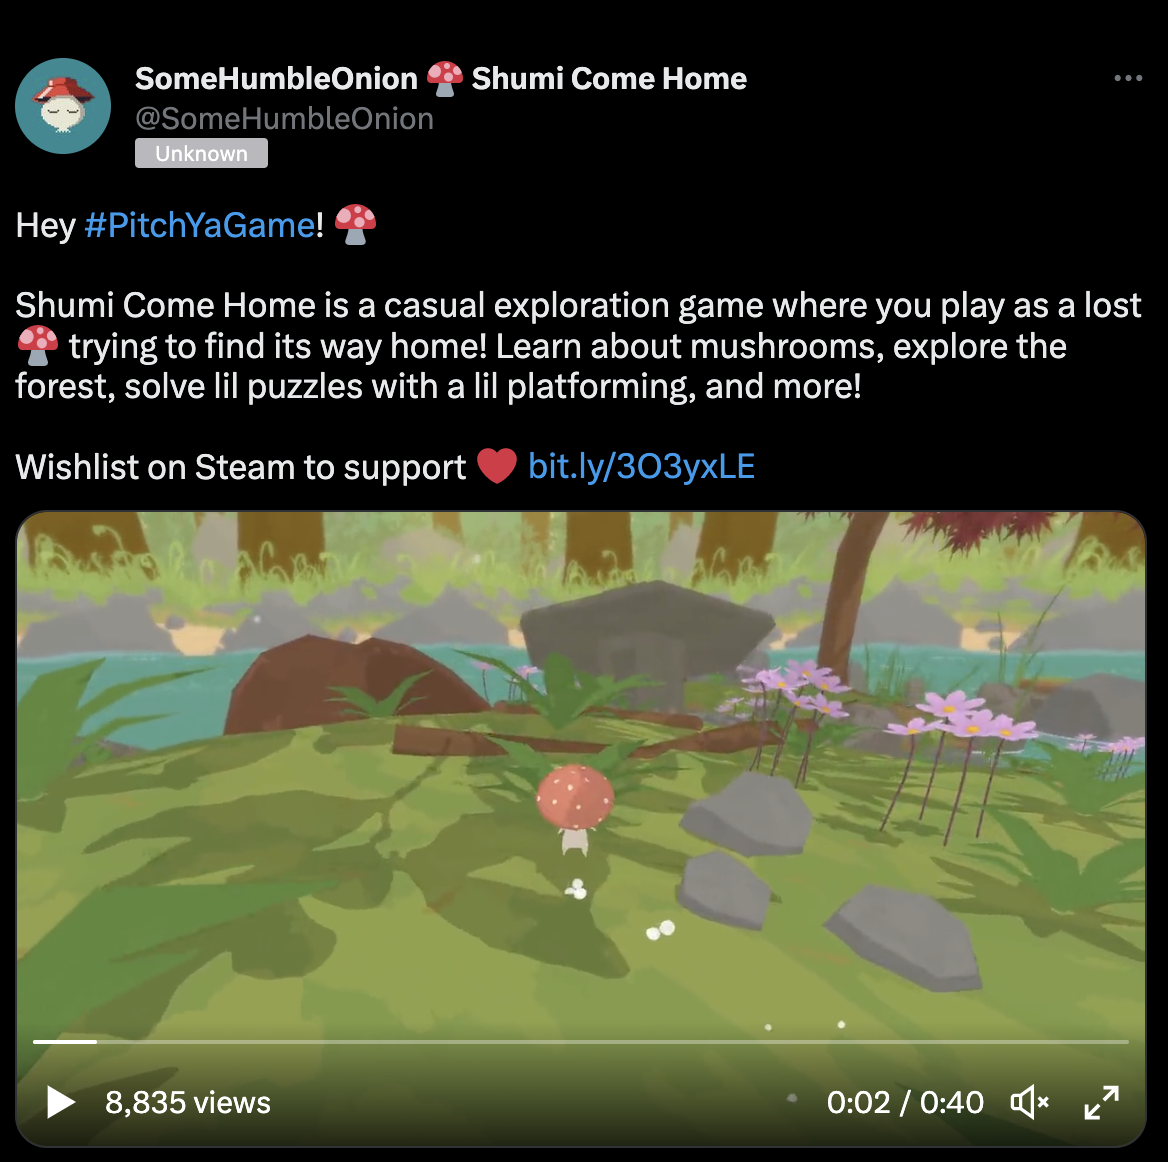 SomeHumbleOnion 🍄 Shumi Come Home
@SomeHumbleOnion
Unknown
Hey #PitchYaGame! 🍄
Shumi Come Home is a casual exploration game where you play as a lost
🍄 trying to find its way home! Learn about mushrooms, explore the
forest, solve lil puzzles with a lil platforming, and more!
Wishlist on Steam to support ❤️ bit.ly/3O3yxLE
8,835 views
0:02 / 0:40